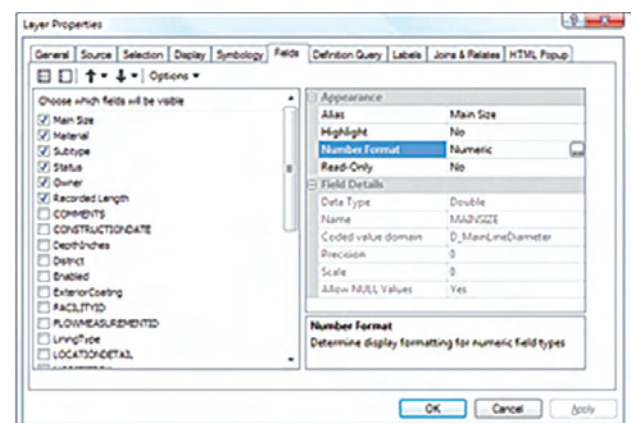 Layer Properties
General Source Selection Display Symbology Fields Definition Query Labels Joins & Relates HTML Popup
Options
Choose which fields will be visible
Main Size
Material
Subtype
Status
Owner
Recorded Length
COMMENTS
CONSTRUCTIONDATE
DepthInches
District
Enabled
ExteriorCoating
FACILITYID
FLOWMEASUREMENTID
LiningType
LOCATIONDETAIL
Appearance
Alias Main Size
Highlight No
Number Format Numeric
Read-Only No
Field Details
Data Type Double
Name MAINSIZE
Coded value domain D_MainLineDiameter
Precision 0
Scale 0
Allow NULL Values Yes
Number Format
Determine display formatting for numeric field types
OK Cancel Apply